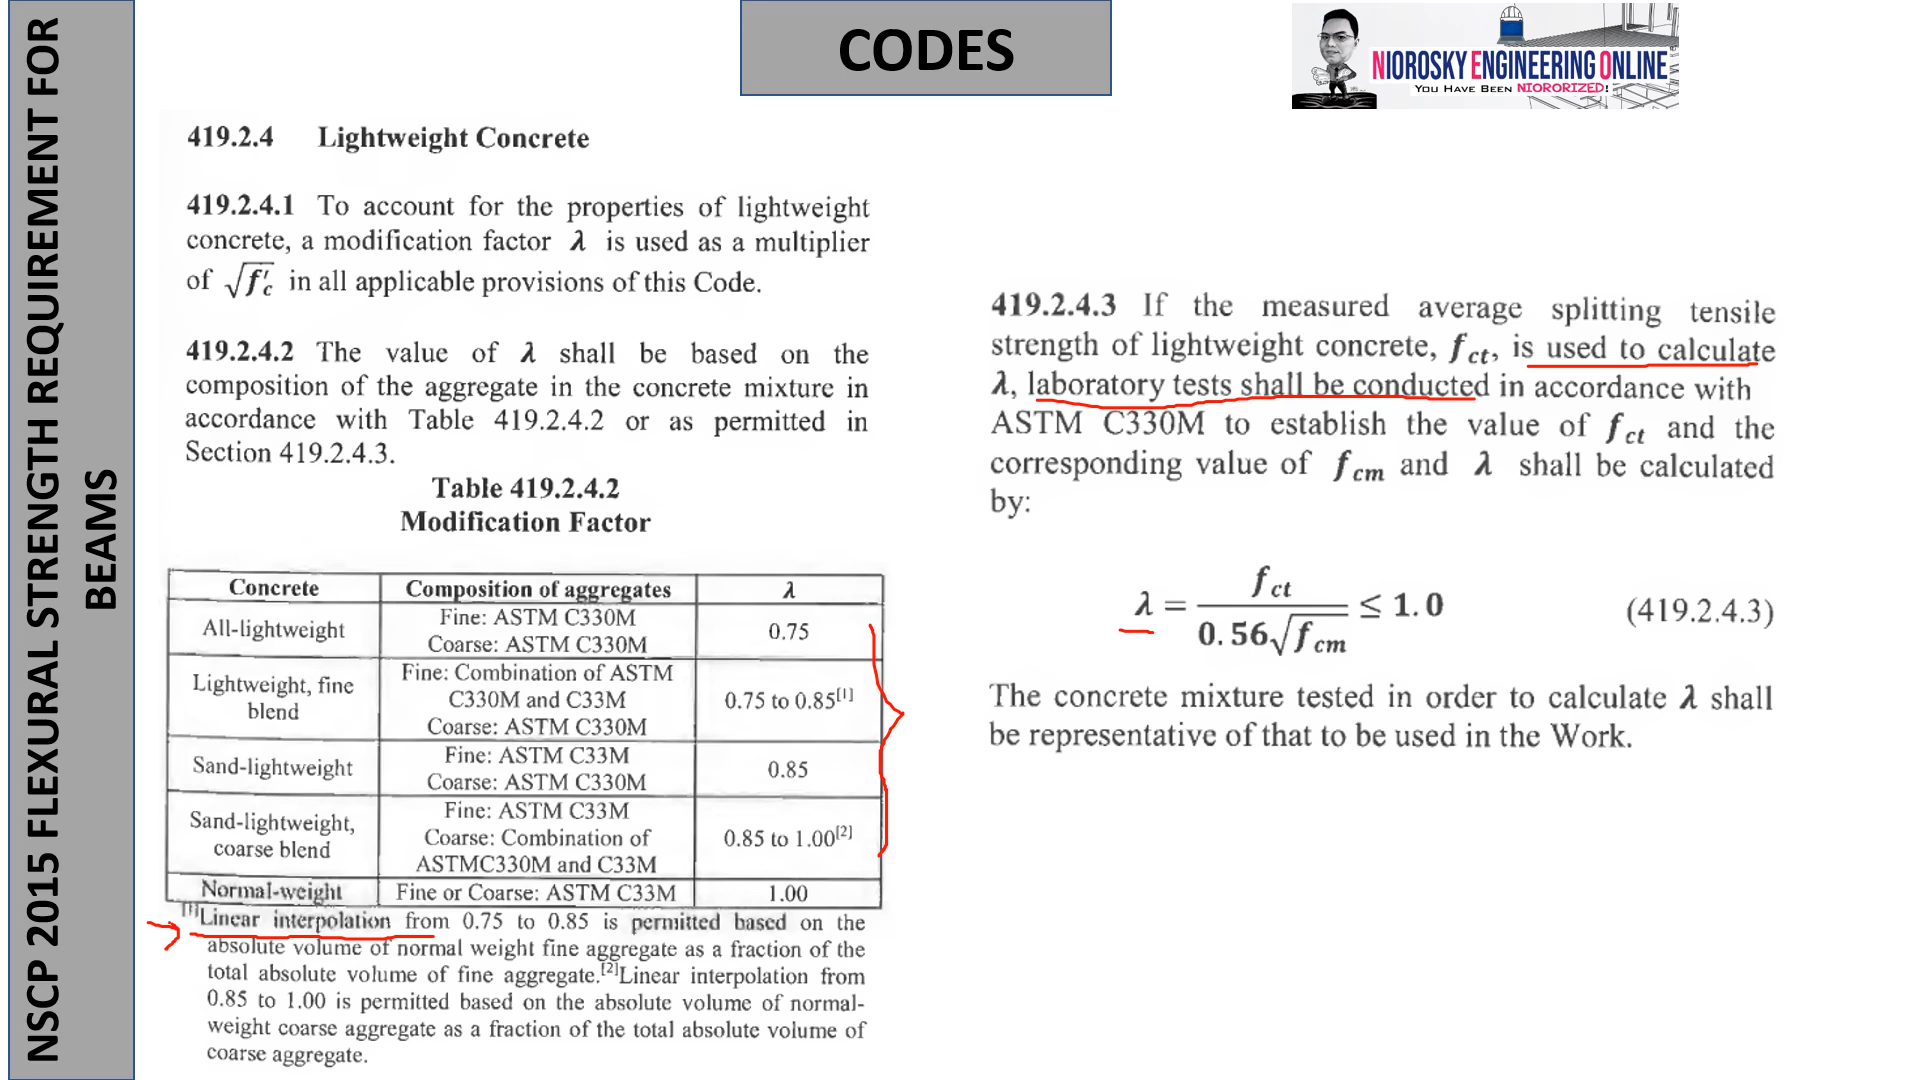 NSCP 2015 FLEXURAL STRENGTH REQUIREMENT FOR
BEAMS
CODES
NIOROSKY ENGINEERING ONLINE
YOU HAVE BEEN NIORORIZED!
419.2.4 Lightweight Concrete
419.2.4.1 To account for the properties of lightweight
concrete, a modification factor λ is used as a multiplier
of √f′c in all applicable provisions of this Code.
419.2.4.2 The value of λ shall be based on the
composition of the aggregate in the concrete mixture in
accordance with Table 419.2.4.2 or as permitted in
Section 419.2.4.3.
Table 419.2.4.2
Modification Factor
Concrete Composition of aggregates λ
All-lightweight Fine: ASTM C330M
Coarse: ASTM C330M 0.75
Lightweight, fine
blend Fine: Combination of ASTM
C330M and C33M
Coarse: ASTM C330M 0.75 to 0.85[1]
Sand-lightweight Fine: ASTM C33M
Coarse: ASTM C330M 0.85
Sand-lightweight,
coarse blend Fine: ASTM C33M
Coarse: Combination of
ASTMC330M and C33M 0.85 to 1.00[2]
Normal-weight Fine or Coarse: ASTM C33M 1.00
[1]Linear interpolation from 0.75 to 0.85 is permitted based on the
absolute volume of normal weight fine aggregate as a fraction of the
total absolute volume of fine aggregate.[2]Linear interpolation from
0.85 to 1.00 is permitted based on the absolute volume of normal-
weight coarse aggregate as a fraction of the total absolute volume of
coarse aggregate.
419.2.4.3 If the measured average splitting tensile
strength of lightweight concrete, fct, is used to calculate
λ, laboratory tests shall be conducted in accordance with
ASTM C330M to establish the value of fct and the
corresponding value of fcm and λ shall be calculated
by:
λ = fct / 0.56√fcm ≤ 1.0 (419.2.4.3)
The concrete mixture tested in order to calculate λ shall
be representative of that to be used in the Work.